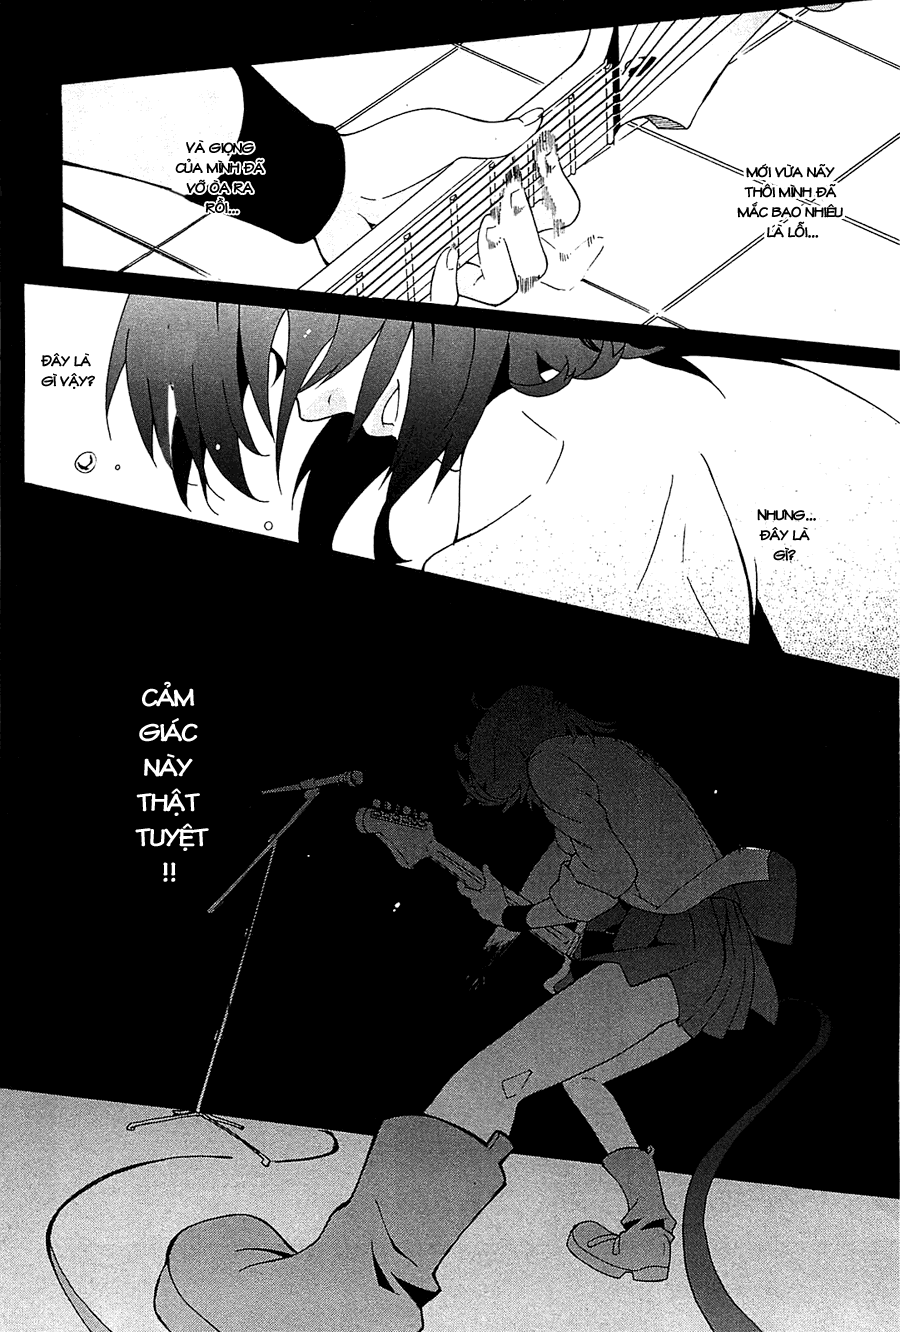 MỚI VỪA NÃY
THÔI MÌNH ĐÃ
MẮC BAO NHIÊU
LÀ LỖI...
VÀ GIỌNG
CỦA MÌNH ĐÃ
VỠ ÒA RA
RỒI...
ĐÂY LÀ
GÌ VẬY?
NHƯNG...
ĐÂY LÀ
GÌ?
CẢM
GIÁC
NÀY
THẬT
TUYỆT
!!